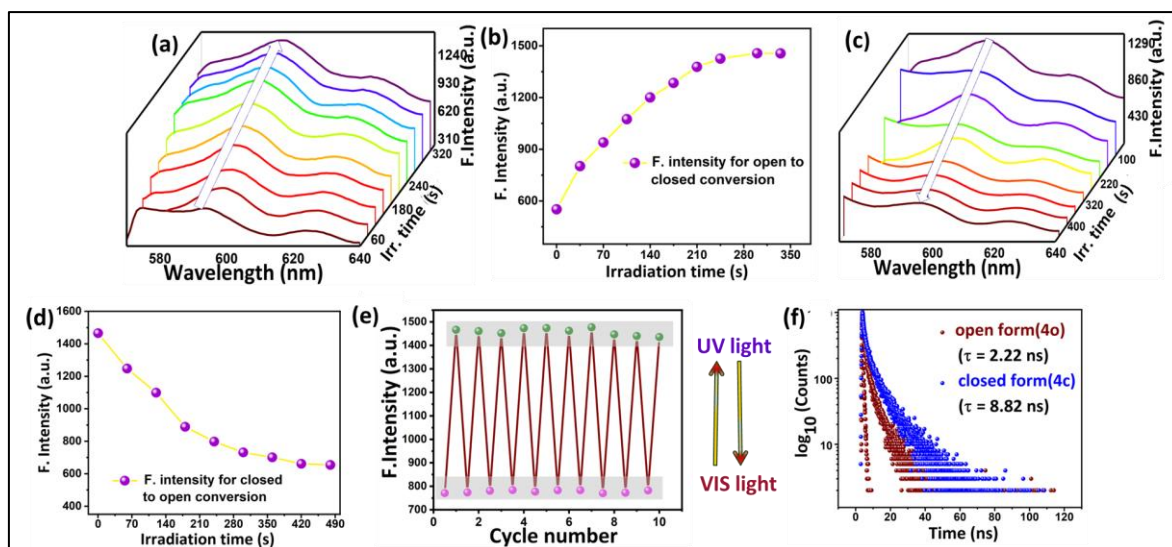 (a)
F.Intensity (a.u.)
1240
930
620
310
320
240
180
60
Irr. time (s)
580 600 620 640
Wavelength (nm)
(b)
F. Intensity (a.u.)
1500
1200
900
600
F. intensity for open to
closed conversion
0 70 140 210 280 350
Irradiation time (s)
(c)
F.Intensity (a.u.)
1290
860
430
100
220
320
400
Irr. time (s)
580 600 620 640
Wavelength (nm)
(d)
F. Intensity (a.u.)
1600
1400
1200
1000
800
600
400
F. intensity for closed
to open conversion
0 70 140 210 280 350 420 490
Irradiation time (s)
(e)
F.Intensity (a.u.)
1500
1400
1300
1200
1100
1000
900
800
700
0 2 4 6 8 10
Cycle number
UV light
VIS light
(f)
log10 (Counts)
100
10
open form(4o)
(τ = 2.22 ns)
closed form(4c)
(τ = 8.82 ns)
0 20 40 60 80 100 120
Time (ns)